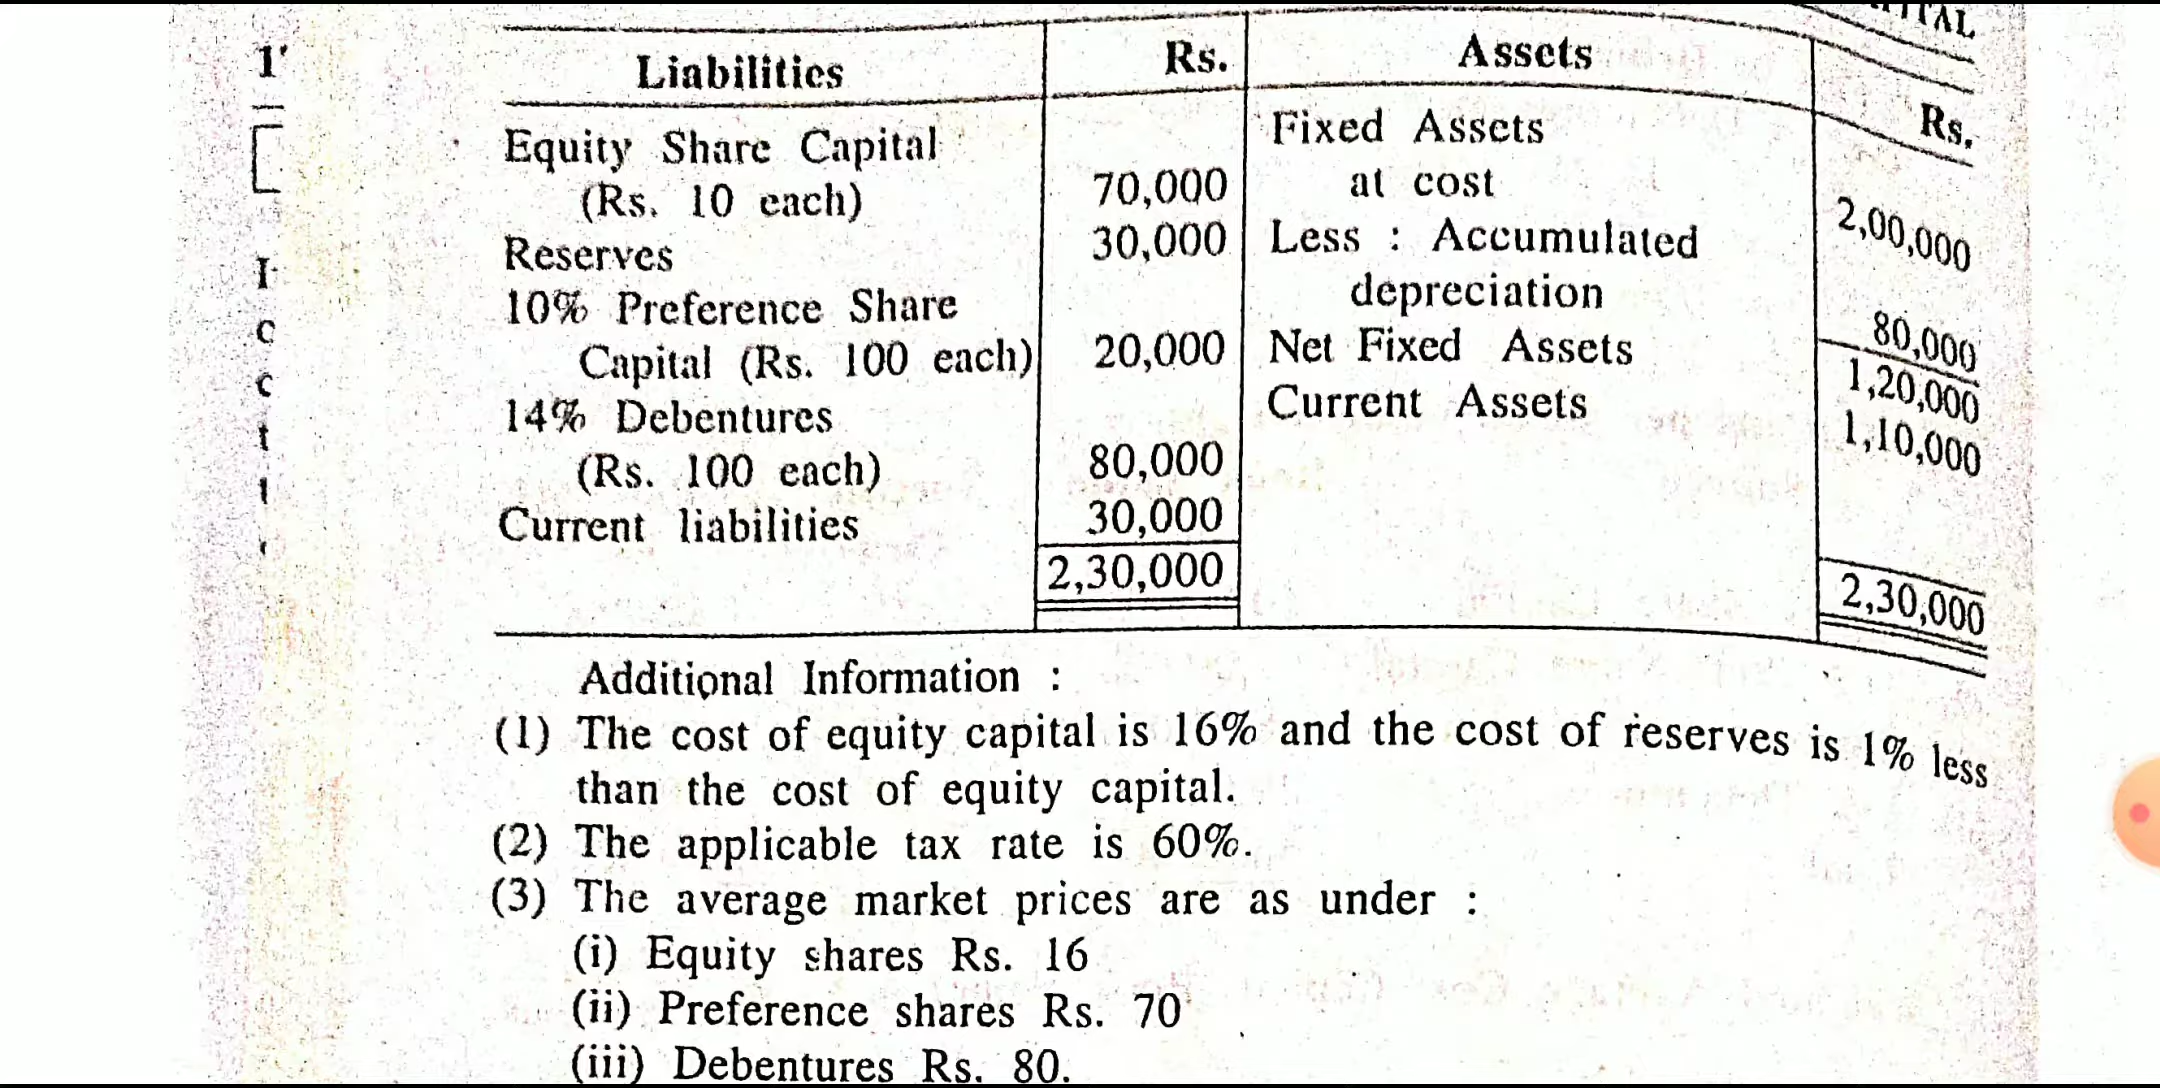 ITAL
Liabilities Rs. Assets Rs.
Equity Share Capital Fixed Assets
(Rs. 10 each) 70,000 at cost 2,00,000
Reserves 30,000 Less : Accumulated
10% Preference Share depreciation 80,000
Capital (Rs. 100 each) 20,000 Net Fixed Assets 1,20,000
14% Debentures Current Assets 1,10,000
(Rs. 100 each) 80,000
Current liabilities 30,000
2,30,000 2,30,000
Additional Information :
(1) The cost of equity capital is 16% and the cost of reserves is 1% less
than the cost of equity capital.
(2) The applicable tax rate is 60%.
(3) The average market prices are as under :
(i) Equity shares Rs. 16
(ii) Preference shares Rs. 70
(iii) Debentures Rs. 80.